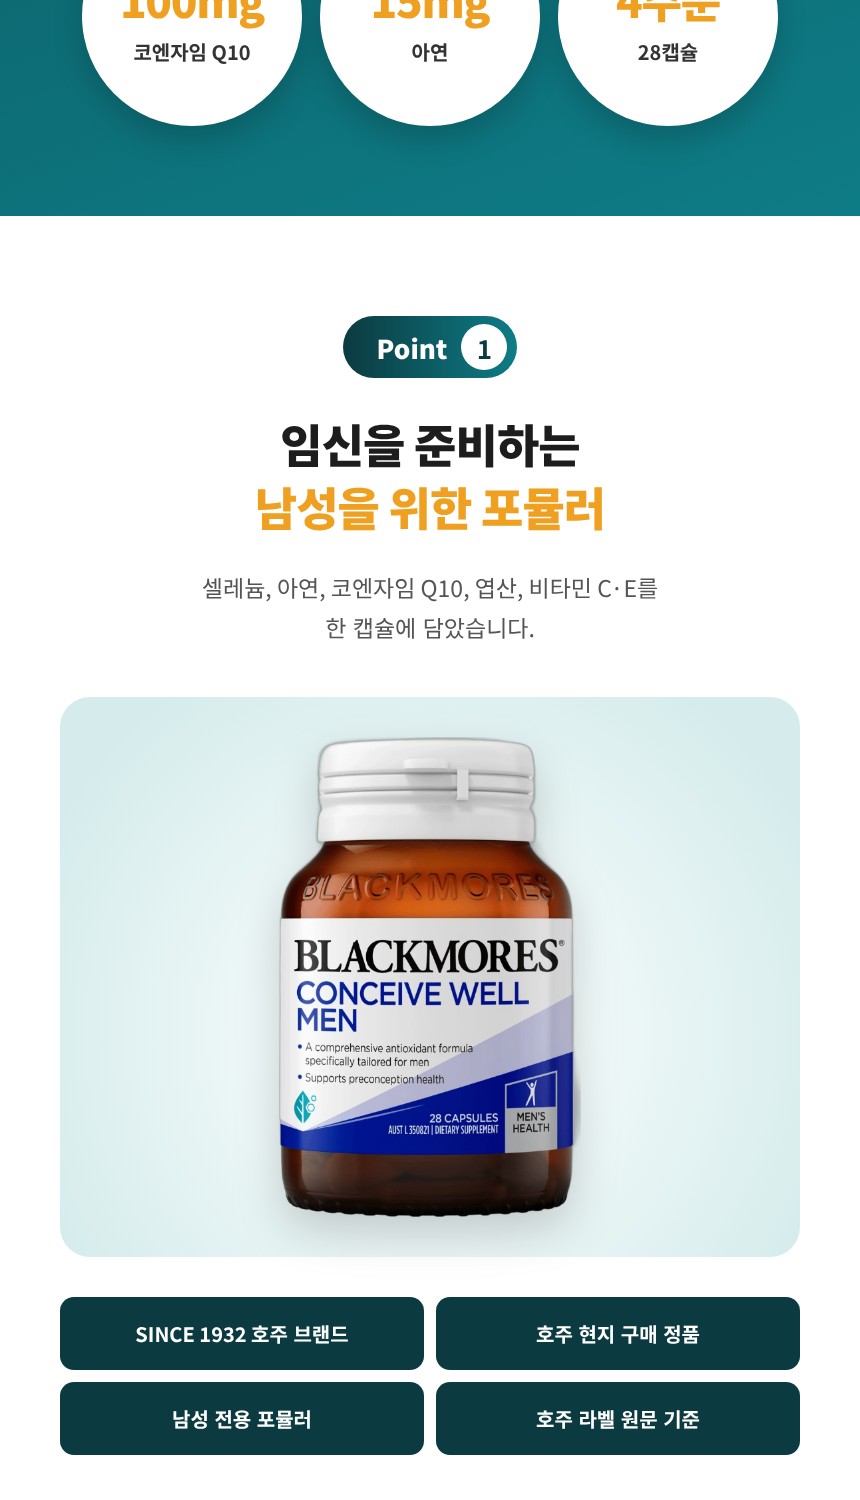 100mg
15mg
4주분
코엔자임 Q10
아연
28캡슐
Point 1
임신을 준비하는
남성을 위한 포뮬러
셀레늄, 아연, 코엔자임 Q10, 엽산, 비타민 C·E를
한 캡슐에 담았습니다.
BLACKMORES
BLACKMORES®
CONCEIVE WELL
MEN
• A comprehensive antioxidant formula
specifically tailored for men
• Supports preconception health
28 CAPSULES
AUST L 350821 | DIETARY SUPPLEMENT
MEN'S
HEALTH
SINCE 1932 호주 브랜드
호주 현지 구매 정품
남성 전용 포뮬러
호주 라벨 원문 기준